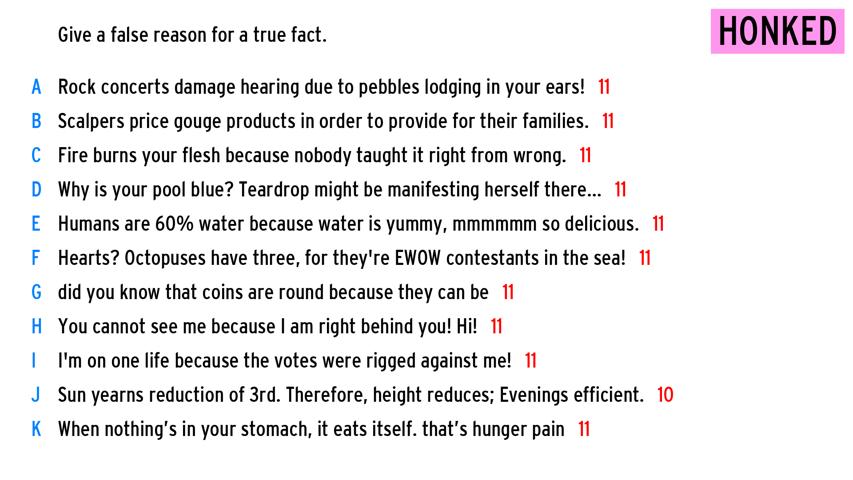 Give a false reason for a true fact.
HONKED
A Rock concerts damage hearing due to pebbles lodging in your ears! 11
B Scalpers price gouge products in order to provide for their families. 11
C Fire burns your flesh because nobody taught it right from wrong. 11
D Why is your pool blue? Teardrop might be manifesting herself there... 11
E Humans are 60% water because water is yummy, mmmmmm so delicious. 11
F Hearts? Octopuses have three, for they're EWOW contestants in the sea! 11
G did you know that coins are round because they can be 11
H You cannot see me because I am right behind you! Hi! 11
I I'm on one life because the votes were rigged against me! 11
J Sun yearns reduction of 3rd. Therefore, height reduces; Evenings efficient. 10
K When nothing’s in your stomach, it eats itself. that’s hunger pain 11